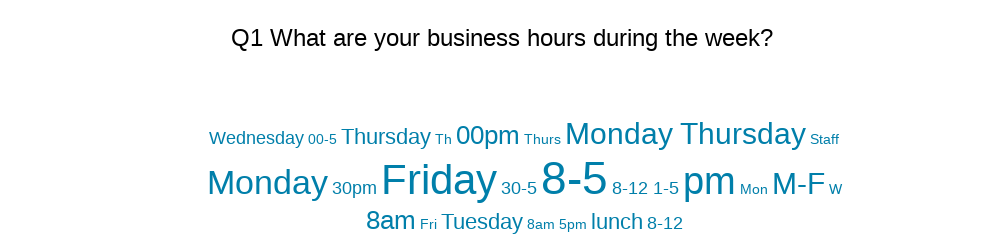 Q1 What are your business hours during the week?
Wednesday 00-5 Thursday Th 00pm Thurs Monday Thursday Staff
Monday 30pm Friday 30-5 8-5 8-12 1-5 pm Mon M-F W
8am Fri Tuesday 8am 5pm lunch 8-12